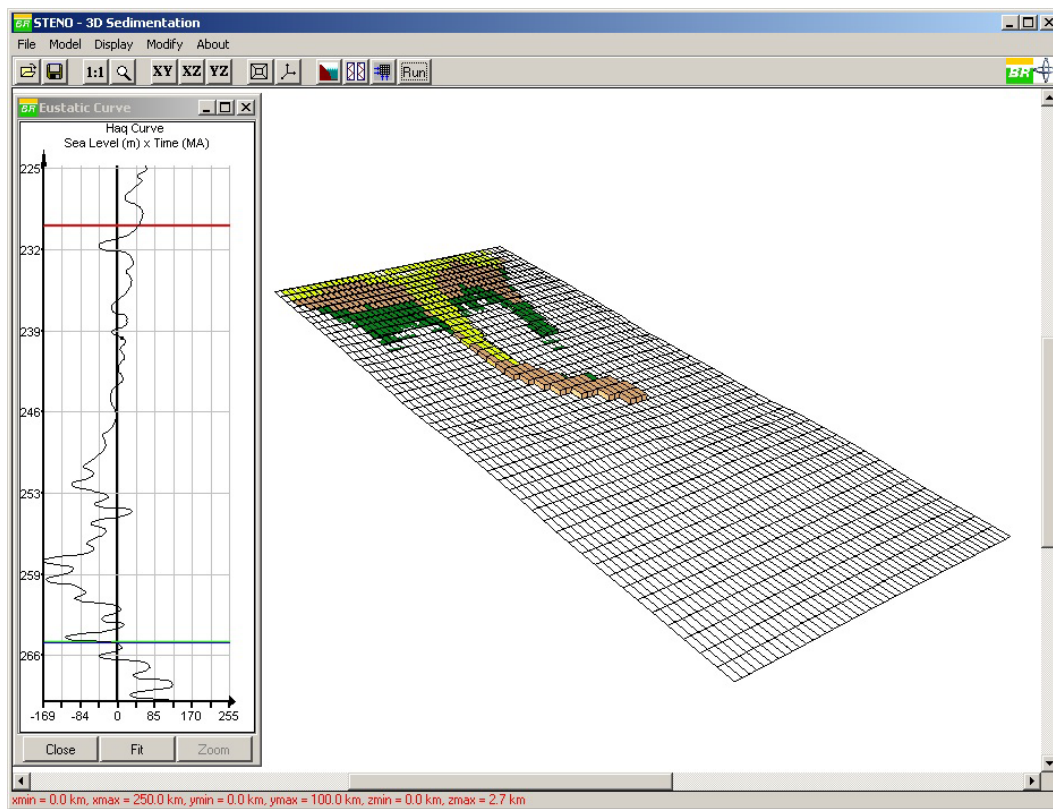 BR STENO - 3D Sedimentation
File Model Display Modify About
1:1 XY XZ YZ Run BR
BR Eustatic Curve
Haq Curve
Sea Level (m) x Time (MA)
225
232
239
246
253
259
266
-169 -84 0 85 170 255
Close Fit Zoom
xmin = 0.0 km, xmax = 250.0 km, ymin = 0.0 km, ymax = 100.0 km, zmin = 0.0 km, zmax = 2.7 km